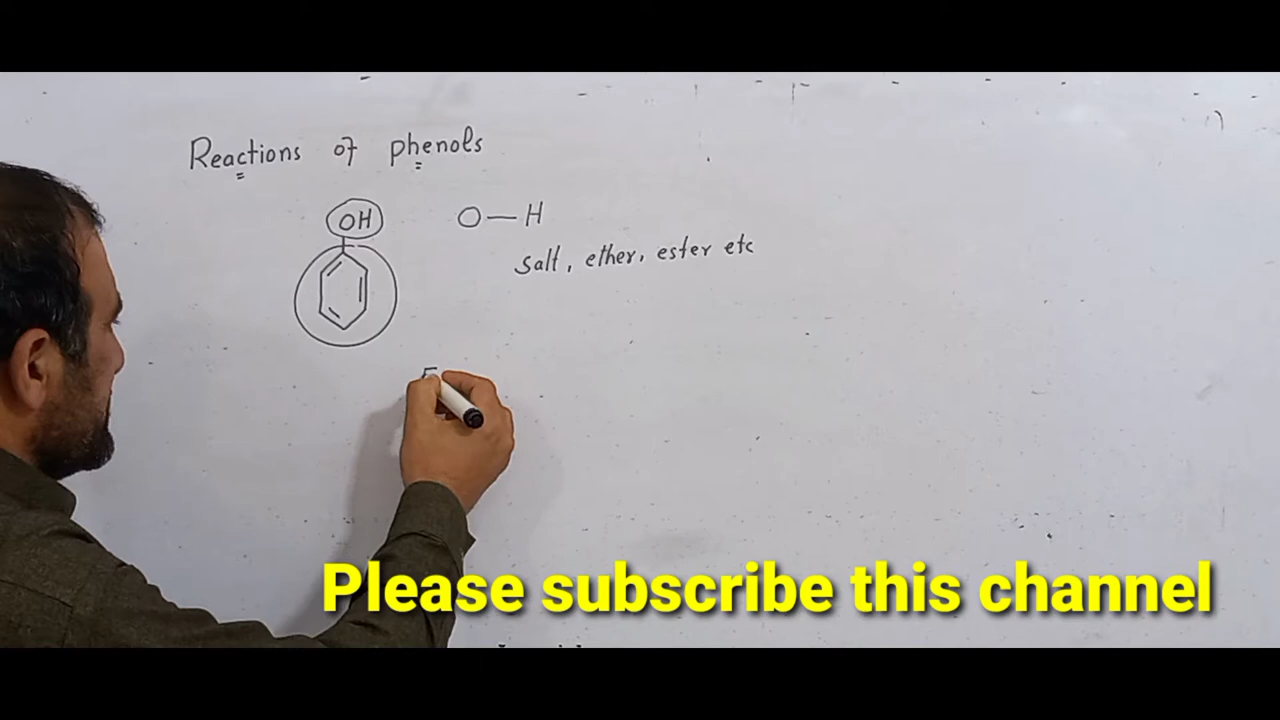 Reactions of phenols
OH
O—H
salt, ether, ester etc
Please subscribe this channel